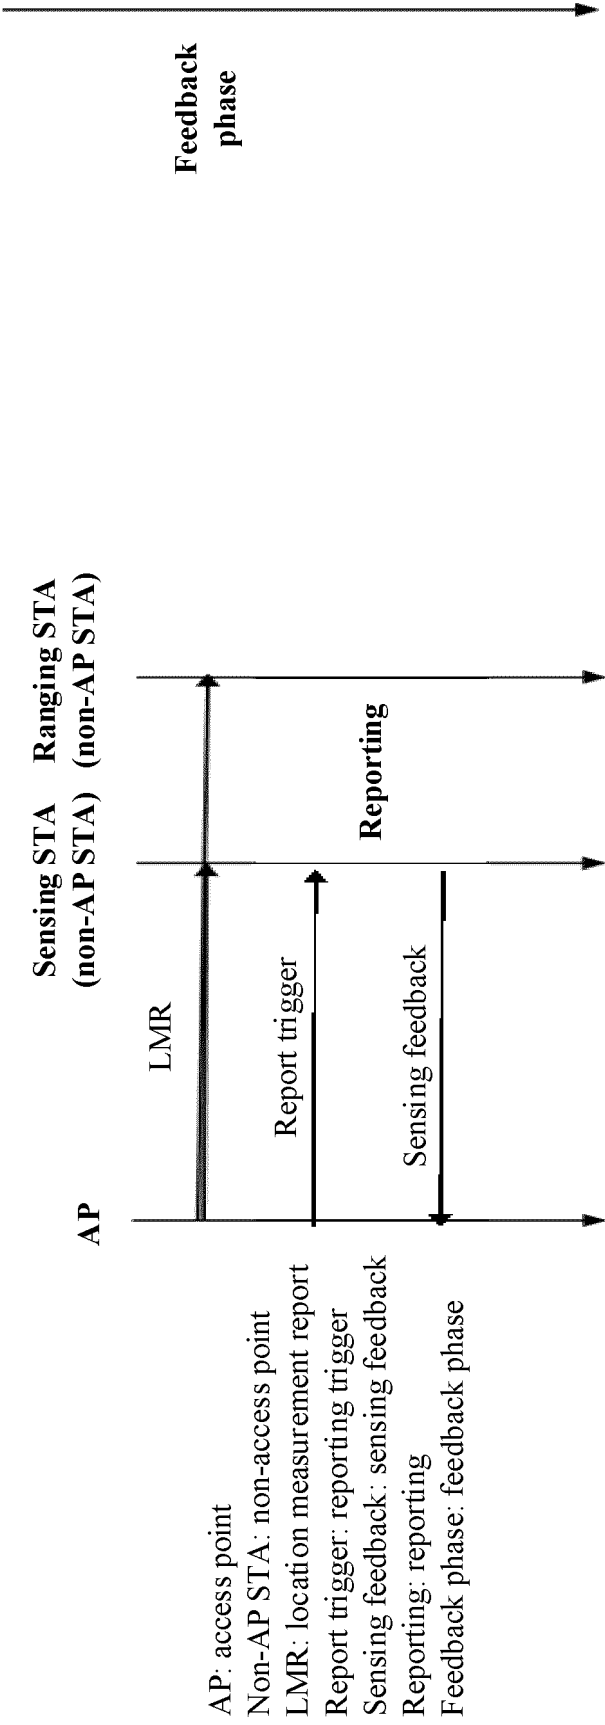 AP
Sensing STA
(non-AP STA)
Ranging STA
(non-AP STA)
LMR
Report trigger
Sensing feedback
Reporting
Feedback
phase
AP: access point
Non-AP STA: non-access point
LMR: location measurement report
Report trigger: reporting trigger
Sensing feedback: sensing feedback
Reporting: reporting
Feedback phase: feedback phase